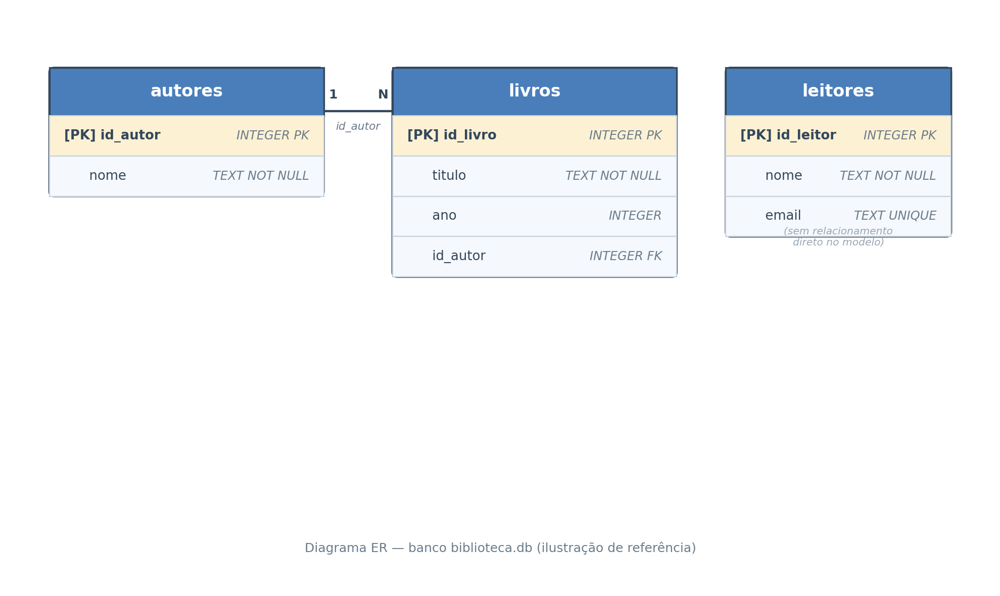 autores
[PK] id_autor INTEGER PK
nome TEXT NOT NULL
1 N
id_autor
livros
[PK] id_livro INTEGER PK
titulo TEXT NOT NULL
ano INTEGER
id_autor INTEGER FK
leitores
[PK] id_leitor INTEGER PK
nome TEXT NOT NULL
email TEXT UNIQUE
(sem relacionamento
direto no modelo)
Diagrama ER — banco biblioteca.db (ilustração de referência)